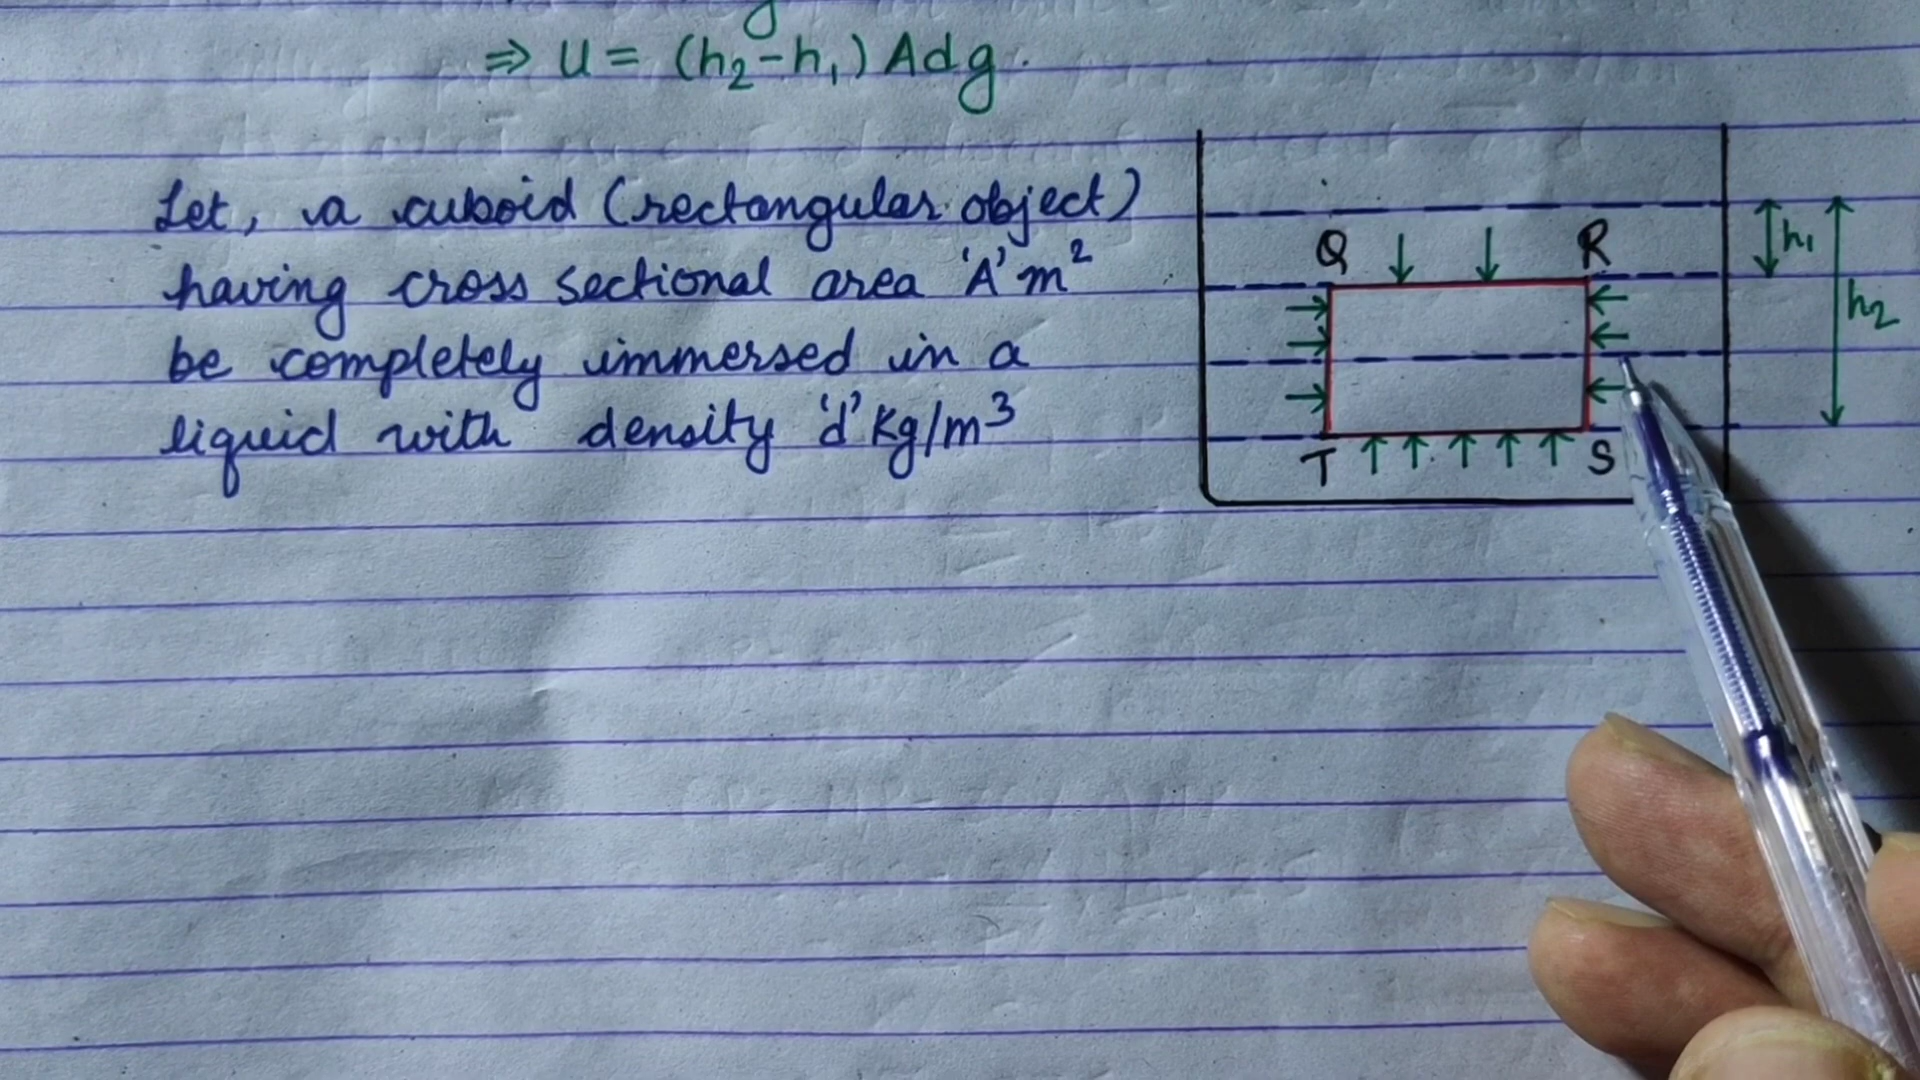 ⇒ U = (h₂-h₁) Adg.
Let, a cuboid (rectangular object)
having cross sectional area 'A' m²
be completely immersed in a
liquid with density 'd' Kg/m³
Q R
h₁
h₂
T S